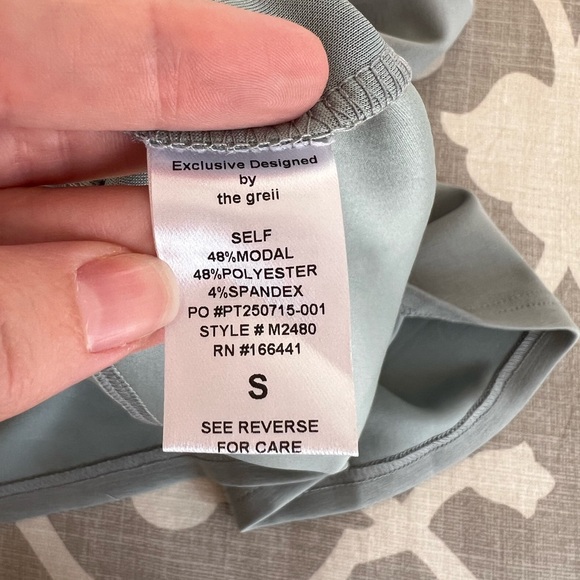 Exclusive Designed
by
the greii
SELF
48%MODAL
48%POLYESTER
4%SPANDEX
PO #PT250715-001
STYLE # M2480
RN #166441
S
SEE REVERSE
FOR CARE